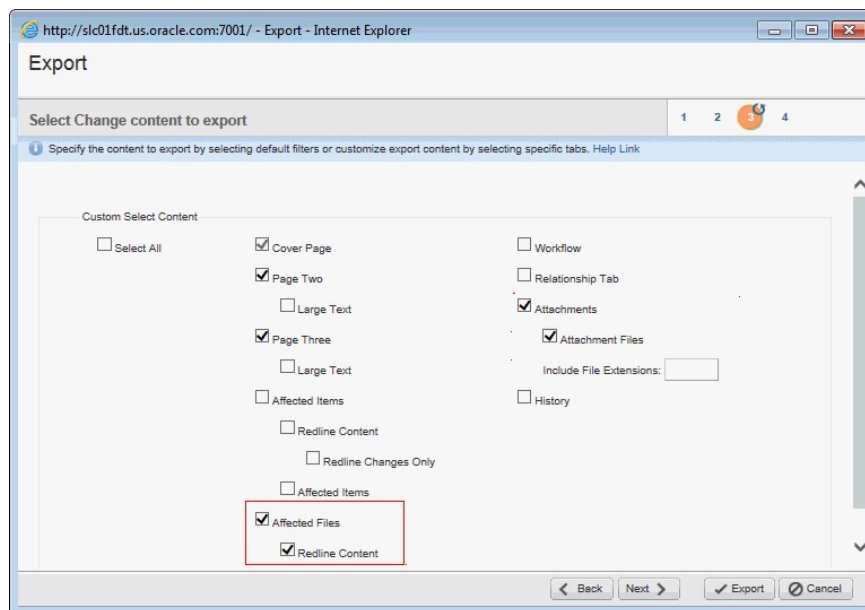 http://slc01fdt.us.oracle.com:7001/ - Export - Internet Explorer
Export
Select Change content to export
1 2 3 4
Specify the content to export by selecting default filters or customize export content by selecting specific tabs. Help Link
Custom Select Content
Select All
Cover Page
Page Two
Large Text
Page Three
Large Text
Affected Items
Redline Content
Redline Changes Only
Affected Items
Affected Files
Redline Content
Workflow
Relationship Tab
Attachments
Attachment Files
Include File Extensions:
History
Back Next Export Cancel